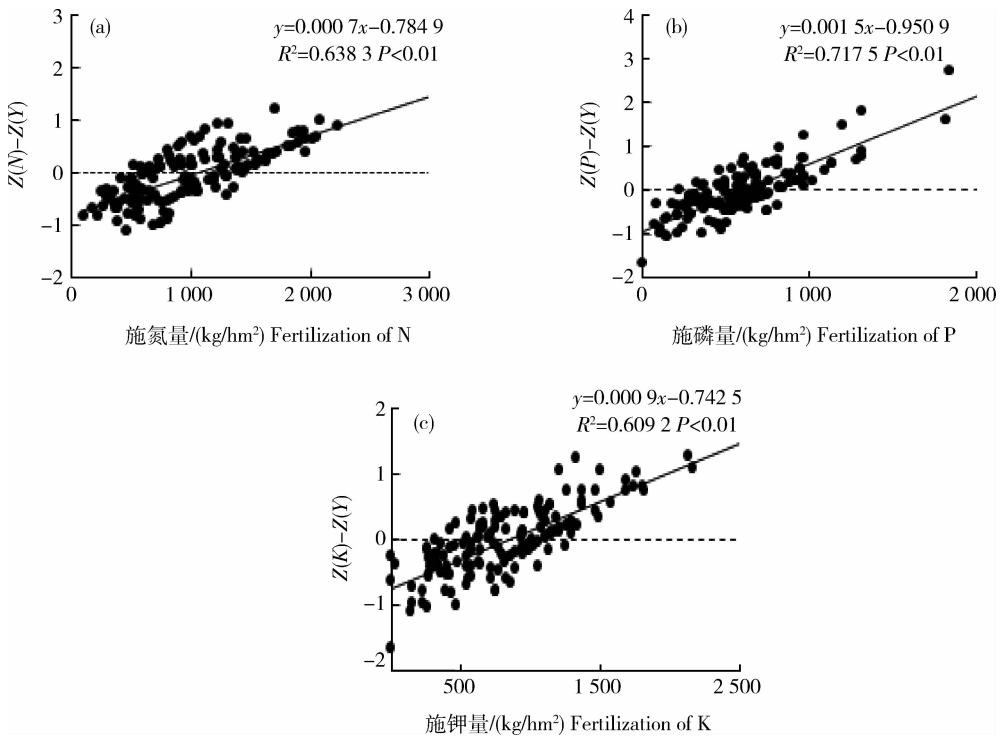 (a)
y=0.000 7x−0.784 9
R²=0.638 3 P<0.01
Z(N)−Z(Y)
3
2
1
0
−1
−2
0 1 000 2 000 3 000
施氮量/(kg/hm²) Fertilization of N
(b)
y=0.001 5x−0.950 9
R²=0.717 5 P<0.01
Z(P)−Z(Y)
4
3
2
1
0
−1
−2
0 1 000 2 000
施磷量/(kg/hm²) Fertilization of P
(c)
y=0.000 9x−0.742 5
R²=0.609 2 P<0.01
Z(K)−Z(Y)
2
1
0
−1
−2
500 1 500 2 500
施钾量/(kg/hm²) Fertilization of K